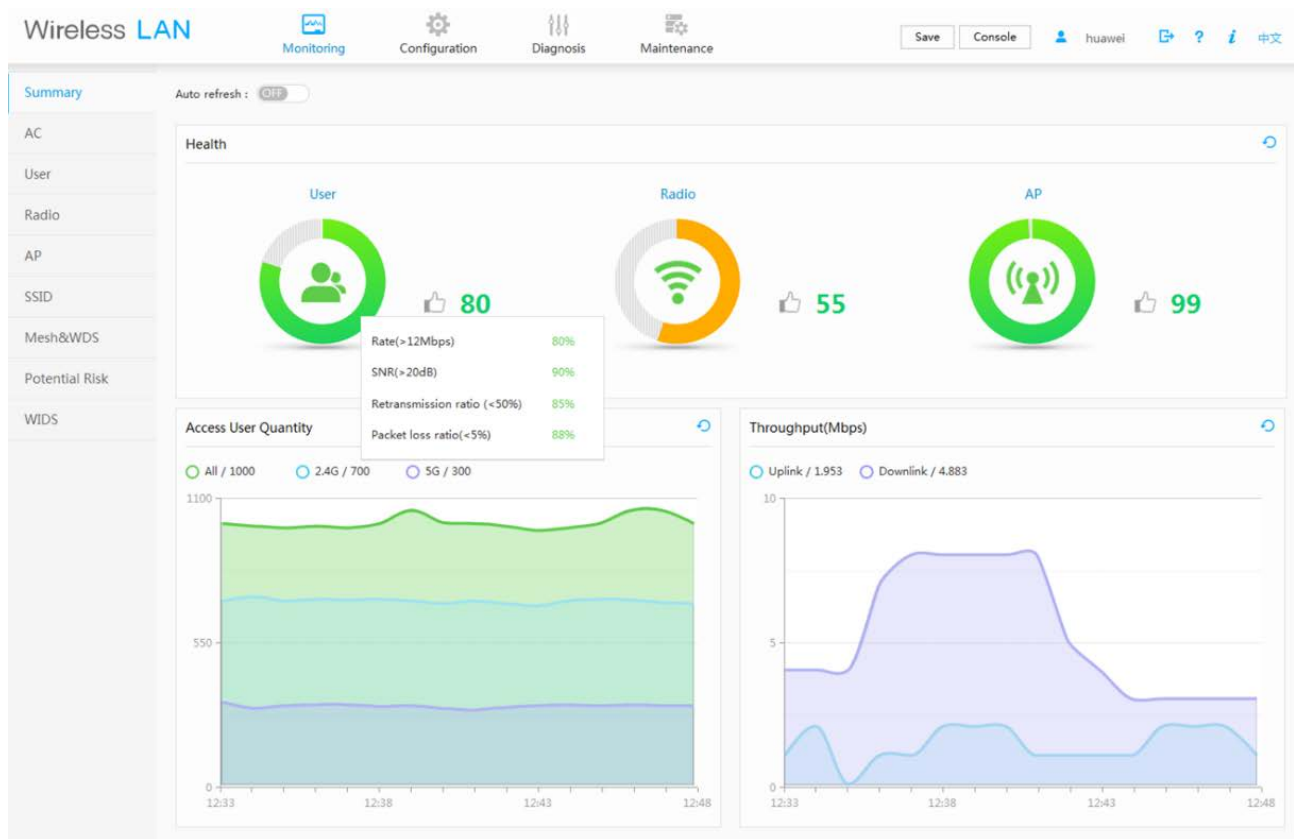 Wireless LAN
Monitoring
Configuration
Diagnosis
Maintenance
Save
Console
huawei
?
i
中文
Summary
AC
User
Radio
AP
SSID
Mesh&WDS
Potential Risk
WIDS
Auto refresh : OFF
Health
User
80
Radio
55
AP
99
Rate(>12Mbps) 80%
SNR(>20dB) 90%
Retransmission ratio (<50%) 85%
Packet loss ratio(<5%) 88%
Access User Quantity
All / 1000 2.4G / 700 5G / 300
1100
550
0
12:33 12:38 12:43 12:48
Throughput(Mbps)
Uplink / 1.953 Downlink / 4.883
10
5
0
12:33 12:38 12:43 12:48